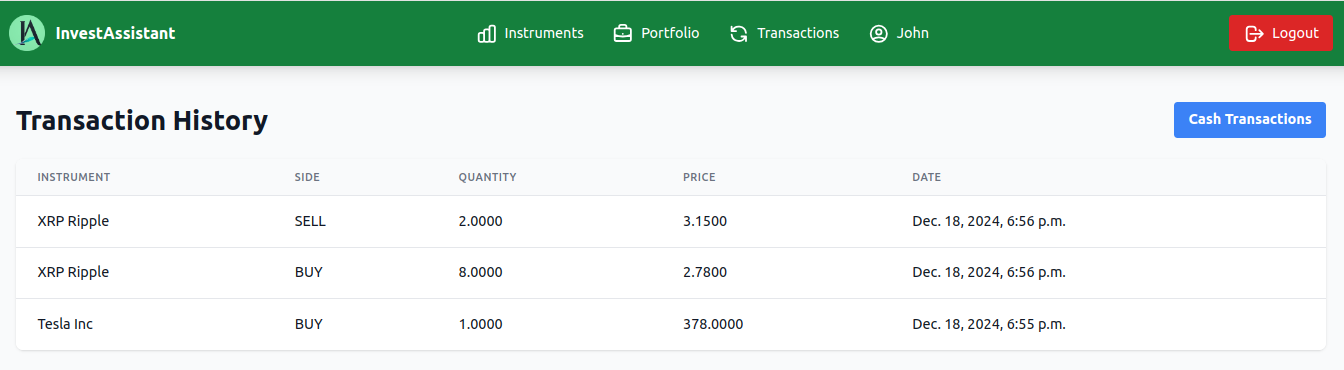 InvestAssistant Instruments Portfolio Transactions John Logout
Transaction History Cash Transactions
INSTRUMENT SIDE QUANTITY PRICE DATE
XRP Ripple SELL 2.0000 3.1500 Dec. 18, 2024, 6:56 p.m.
XRP Ripple BUY 8.0000 2.7800 Dec. 18, 2024, 6:56 p.m.
Tesla Inc BUY 1.0000 378.0000 Dec. 18, 2024, 6:55 p.m.